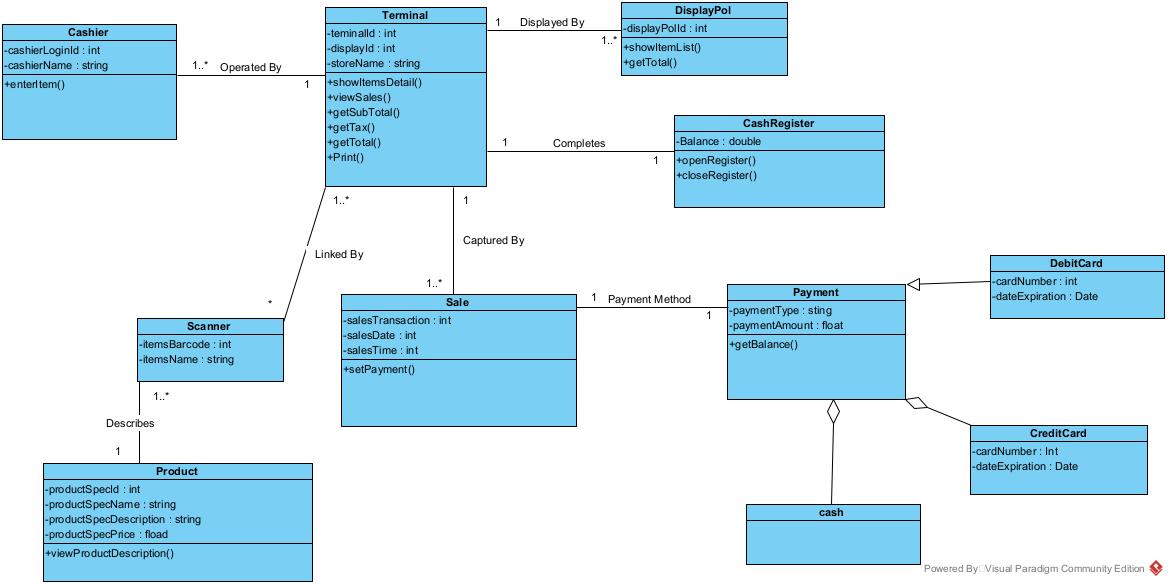 Cashier
-cashierLoginId : int
-cashierName : string
+enterItem()
1..*
Operated By
1
Terminal
-teminalId : int
-displayId : int
-storeName : string
+showItemsDetail()
+viewSales()
+getSubTotal()
+getTax()
+getTotal()
+Print()
1
Displayed By
1..*
DisplayPol
-displayPolId : int
+showItemList()
+getTotal()
1
Completes
1
CashRegister
-Balance : double
+openRegister()
+closeRegister()
1..*
Linked By
*
1
Captured By
1..*
Scanner
-itemsBarcode : int
-itemsName : string
1..*
Describes
1
Product
-productSpecId : int
-productSpecName : string
-productSpecDescription : string
-productSpecPrice : fload
+viewProductDescription()
Sale
-salesTransaction : int
-salesDate : int
-salesTime : int
+setPayment()
1
Payment Method
1
Payment
-paymentType : sting
-paymentAmount : float
+getBalance()
DebitCard
-cardNumber : int
-dateExpiration : Date
CreditCard
-cardNumber : Int
-dateExpiration : Date
cash
Powered By Visual Paradigm Community Edition